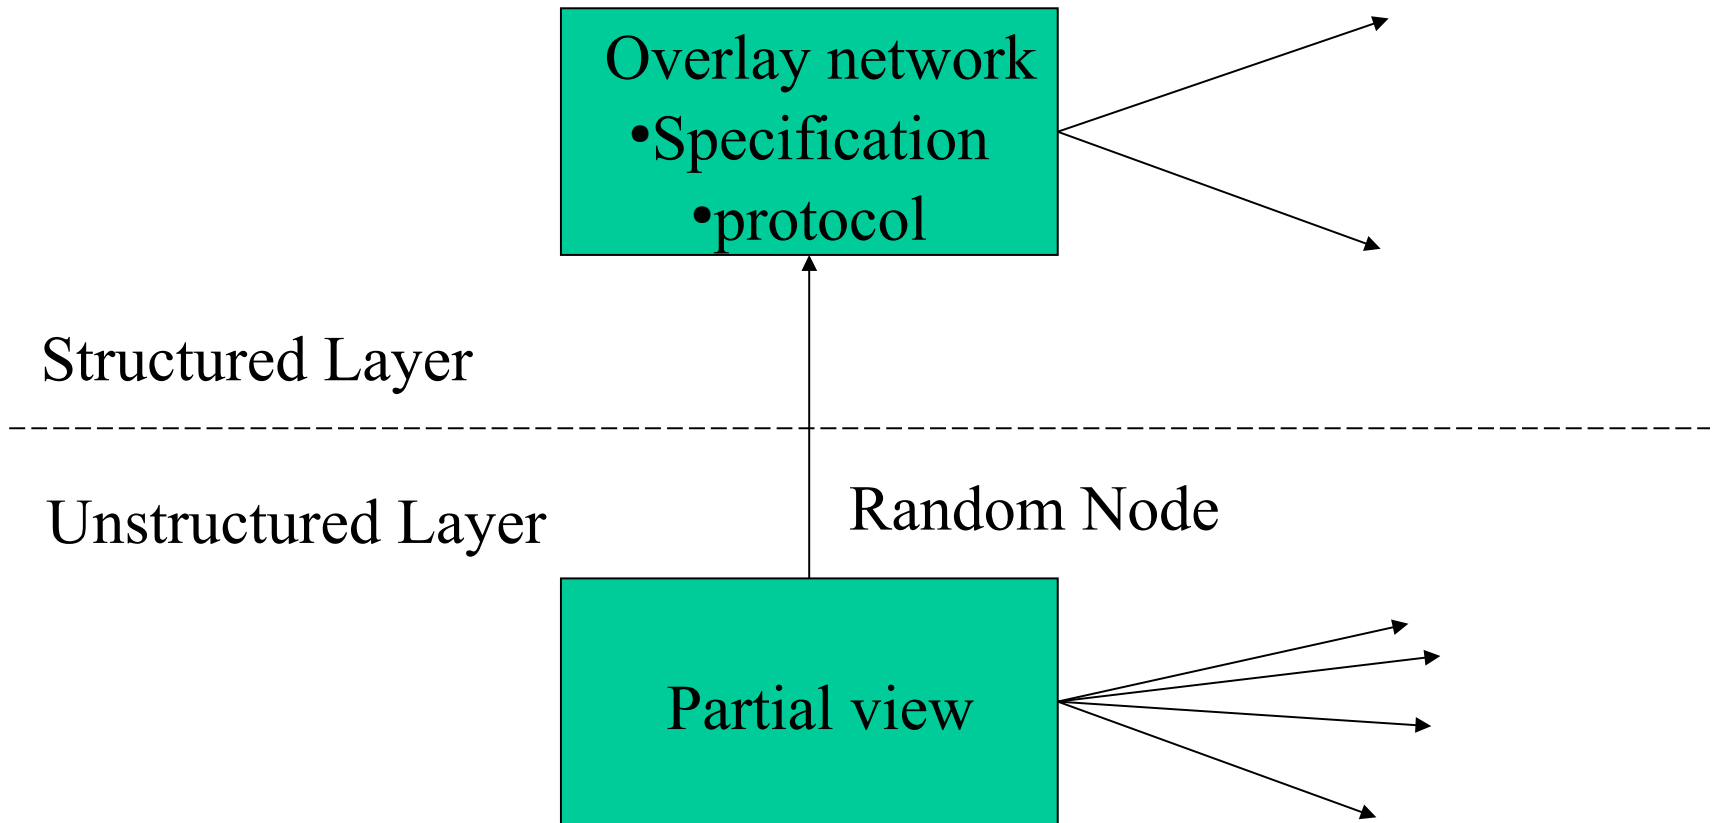 Overlay network
•Specification
•protocol
Structured Layer
Unstructured Layer
Random Node
Partial view